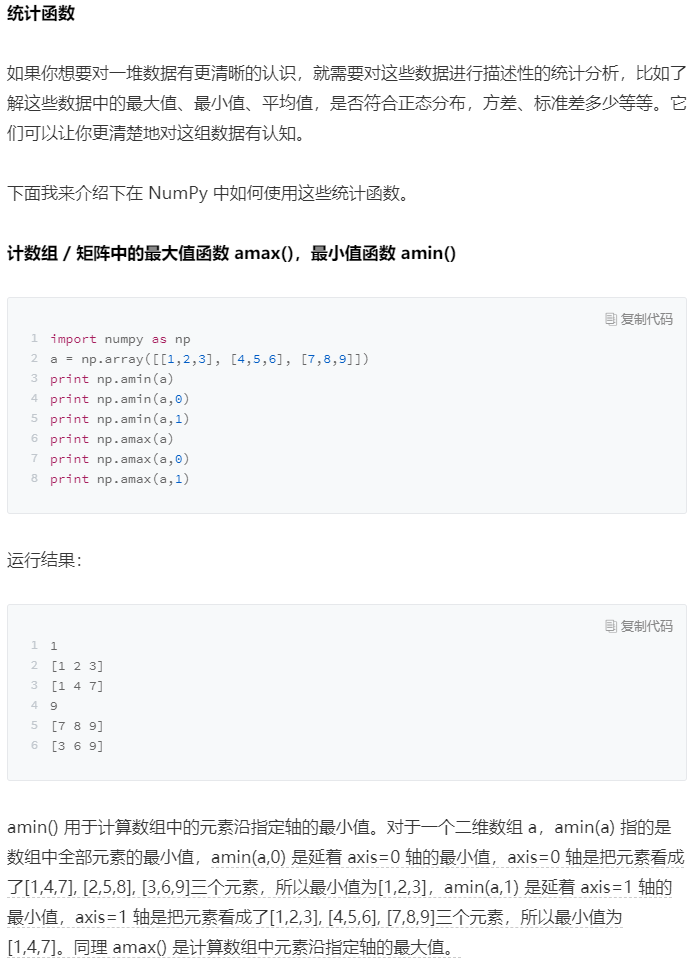 统计函数
如果你想要对一堆数据有更清晰的认识，就需要对这些数据进行描述性的统计分析，比如了
解这些数据中的最大值、最小值、平均值，是否符合正态分布，方差、标准差多少等等。它
们可以让你更清楚地对这组数据有认知。
下面我来介绍下在 NumPy 中如何使用这些统计函数。
计数组 / 矩阵中的最大值函数 amax()，最小值函数 amin()
复制代码
1 import numpy as np
2 a = np.array([[1,2,3], [4,5,6], [7,8,9]])
3 print np.amin(a)
4 print np.amin(a,0)
5 print np.amin(a,1)
6 print np.amax(a)
7 print np.amax(a,0)
8 print np.amax(a,1)
运行结果：
复制代码
1 1
2 [1 2 3]
3 [1 4 7]
4 9
5 [7 8 9]
6 [3 6 9]
amin() 用于计算数组中的元素沿指定轴的最小值。对于一个二维数组 a，amin(a) 指的是
数组中全部元素的最小值，amin(a,0) 是延着 axis=0 轴的最小值，axis=0 轴是把元素看成
了[1,4,7], [2,5,8], [3,6,9]三个元素，所以最小值为[1,2,3]，amin(a,1) 是延着 axis=1 轴的
最小值，axis=1 轴是把元素看成了[1,2,3], [4,5,6], [7,8,9]三个元素，所以最小值为
[1,4,7]。同理 amax() 是计算数组中元素沿指定轴的最大值。